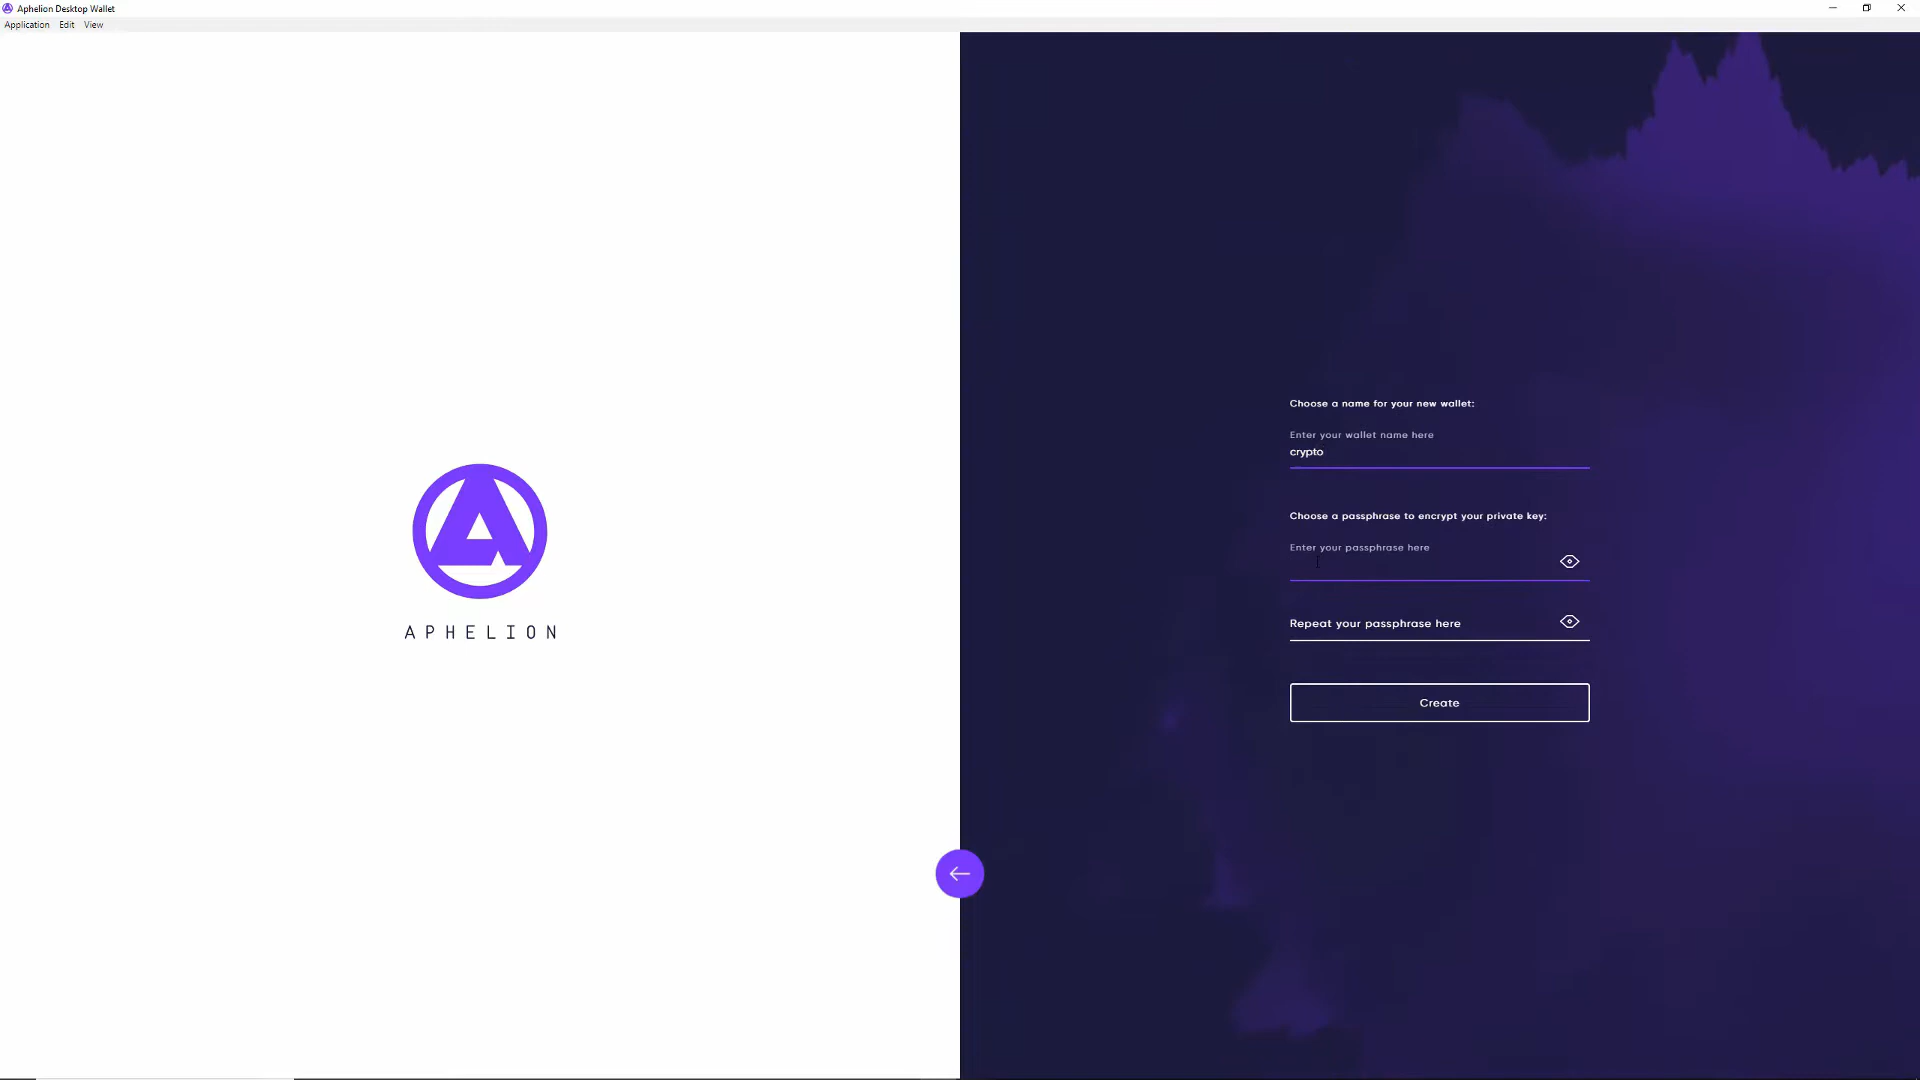 Aphelion Desktop Wallet
Application Edit View
Choose a name for your new wallet:
Enter your wallet name here
crypto
Choose a passphrase to encrypt your private key:
Enter your passphrase here
Repeat your passphrase here
Create
APHELION